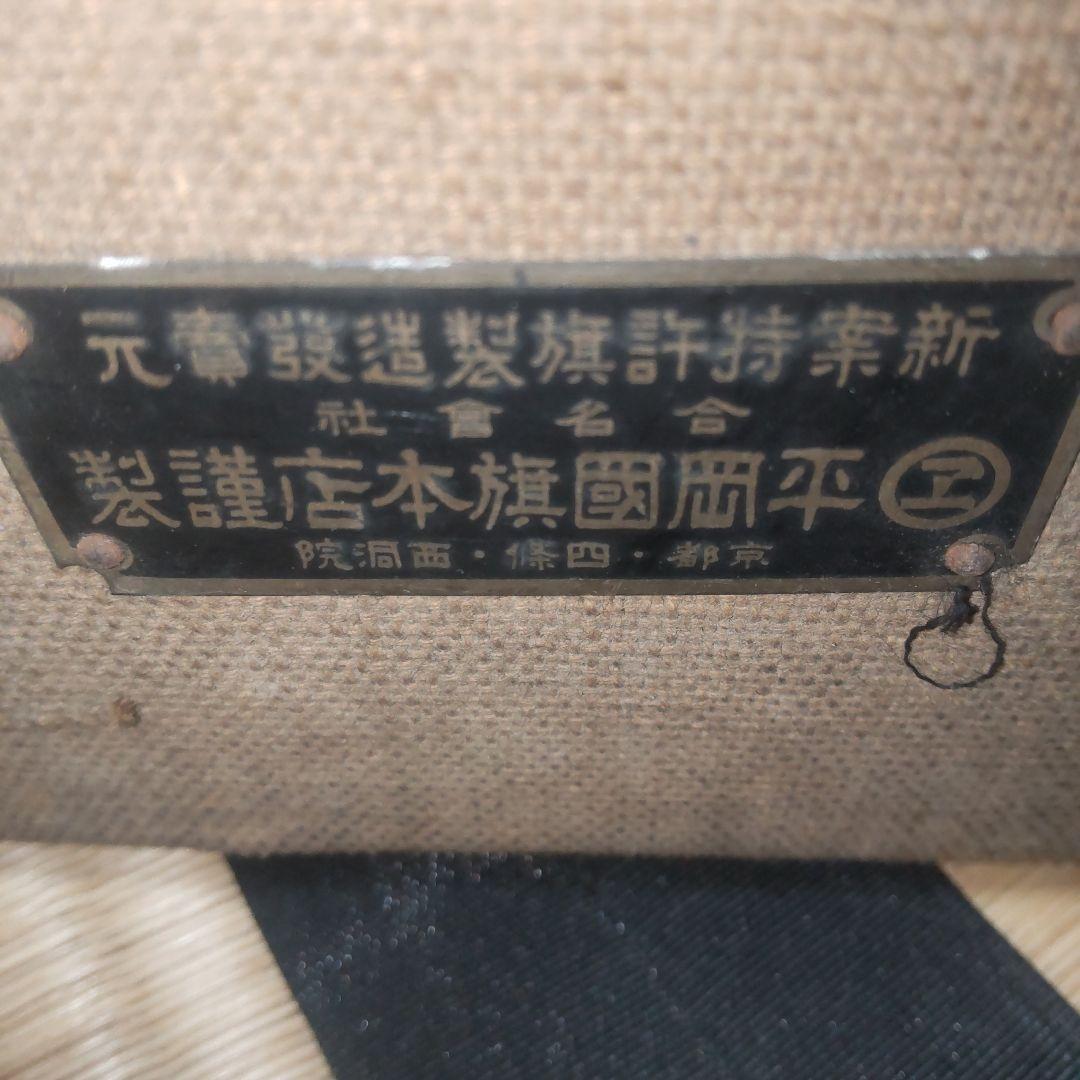 新案特許旗製造發賣元
合名會社
ヱ平岡國旗本店謹製
京都・四條・西洞院